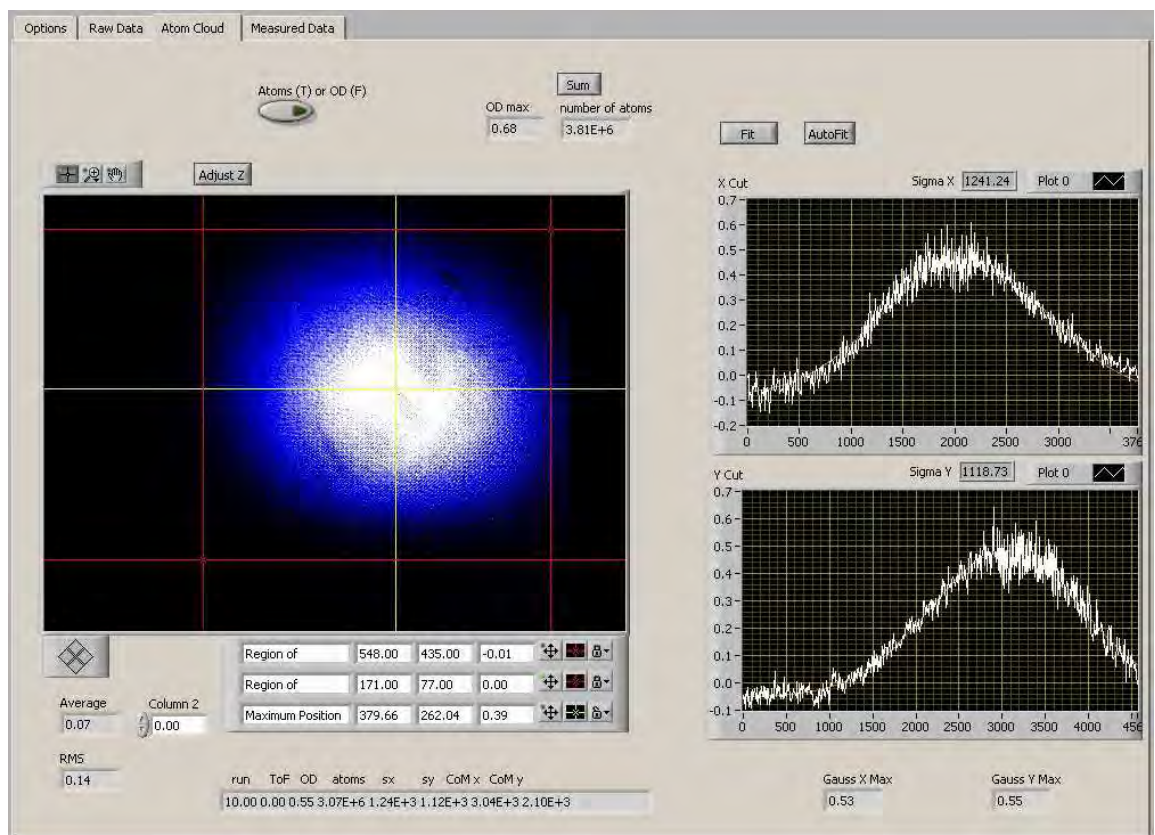 Options Raw Data Atom Cloud Measured Data
Atoms (T) or OD (F)
Sum
OD max number of atoms
0.68 3.81E+6
Fit AutoFit
Adjust Z
X Cut Sigma X 1241.24 Plot 0
0.7
0.6
0.5
0.4
0.3
0.2
0.1
0.0
-0.1
-0.2
0 500 1000 1500 2000 2500 3000 376
Y Cut Sigma Y 1118.73 Plot 0
0.7
0.6
0.5
0.4
0.3
0.2
0.1
0.0
-0.1
0 500 1000 1500 2000 2500 3000 3500 4000 456
Region of 548.00 435.00 -0.01
Region of 171.00 77.00 0.00
Maximum Position 379.66 262.04 0.39
Average Column 2
0.07 0.00
RMS
0.14
run ToF OD atoms sx sy CoM x CoM y
10.00 0.00 0.55 3.07E+6 1.24E+3 1.12E+3 3.04E+3 2.10E+3
Gauss X Max Gauss Y Max
0.53 0.55